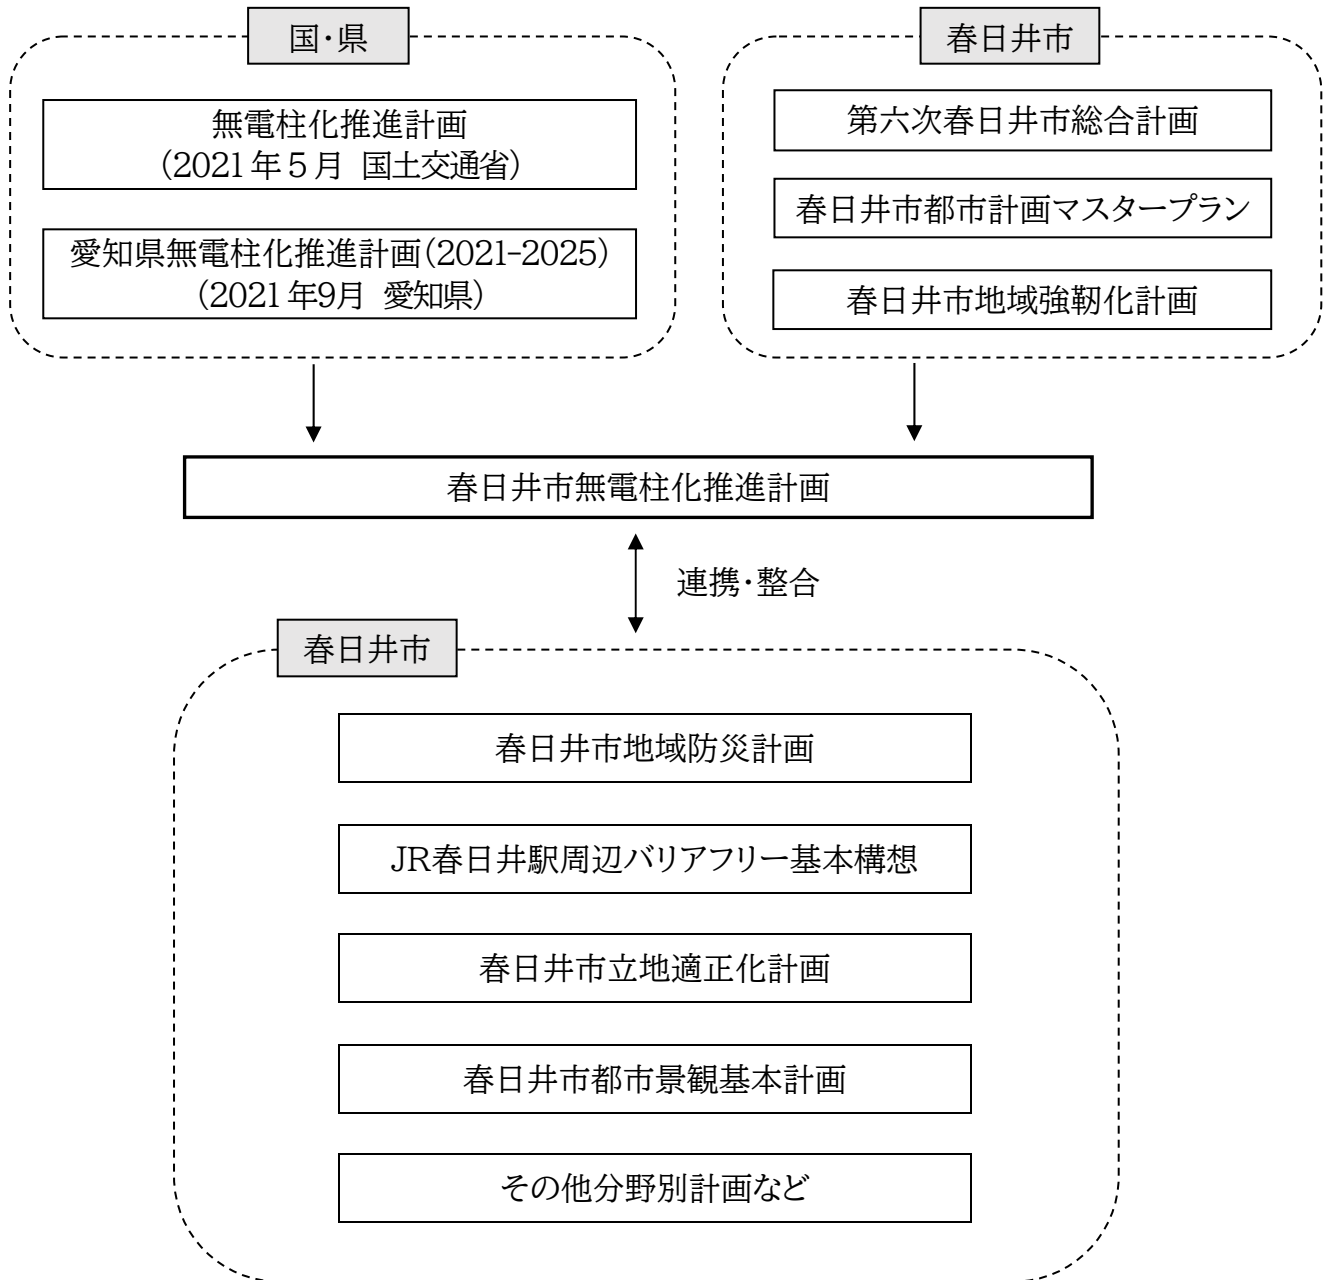 国・県
無電柱化推進計画
（2021年５月 国土交通省）
愛知県無電柱化推進計画（2021-2025）
（2021年9月 愛知県）
春日井市
第六次春日井市総合計画
春日井市都市計画マスタープラン
春日井市地域強靭化計画
春日井市無電柱化推進計画
連携・整合
春日井市
春日井市地域防災計画
JR春日井駅周辺バリアフリー基本構想
春日井市立地適正化計画
春日井市都市景観基本計画
その他分野別計画など